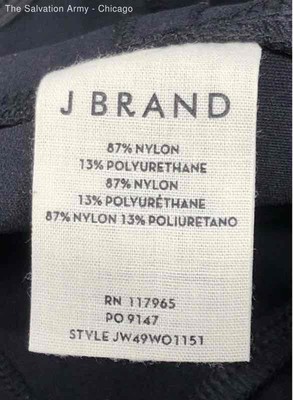 The Salvation Army - Chicago
J BRAND
87% NYLON
13% POLYURETHANE
87% NYLON
13% POLYURÉTHANE
87% NYLON 13% POLIURETANO
RN 117965
PO 9147
STYLE JW49WO1151